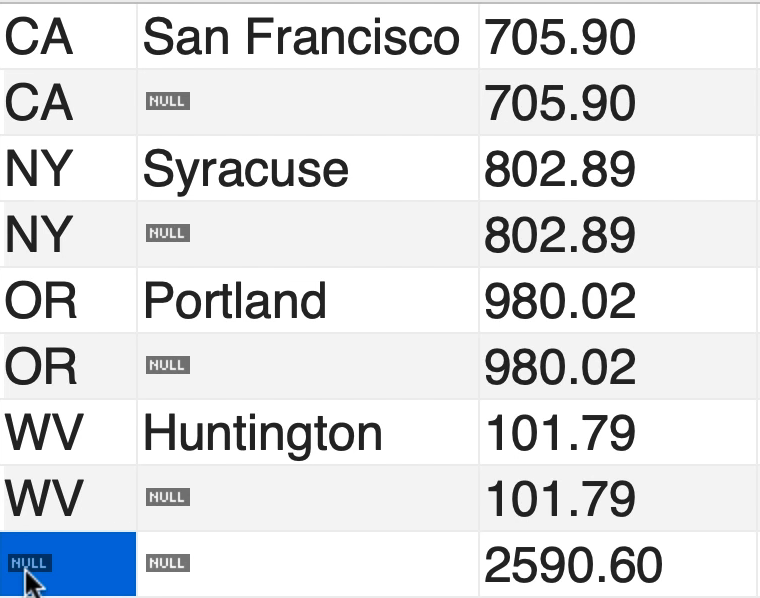 CA San Francisco 705.90
CA NULL 705.90
NY Syracuse 802.89
NY NULL 802.89
OR Portland 980.02
OR NULL 980.02
WV Huntington 101.79
WV NULL 101.79
NULL NULL 2590.60